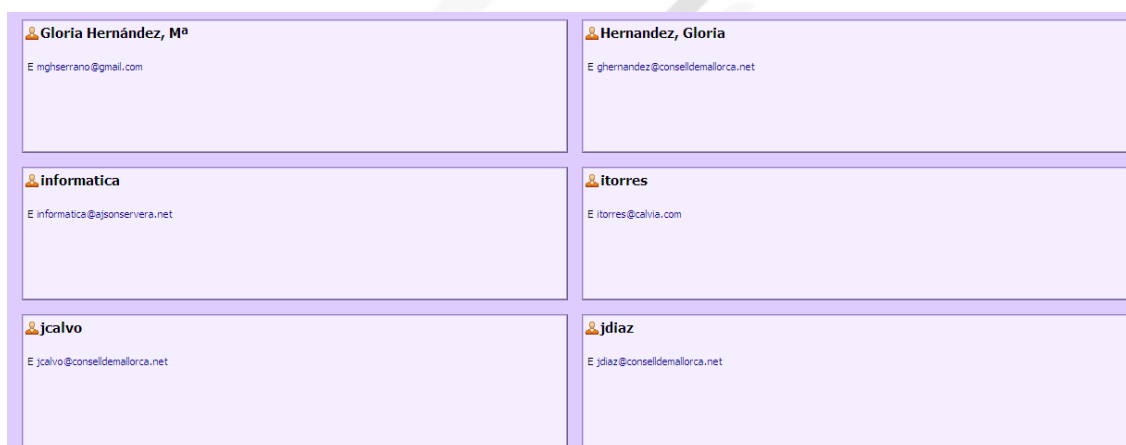 Gloria Hernández, Mª
E mghserrano@gmail.com
Hernandez, Gloria
E ghernandez@conselldemallorca.net
informatica
E informatica@ajsonservera.net
itorres
E itorres@calvia.com
jcalvo
E jcalvo@conselldemallorca.net
jdiaz
E jdiaz@conselldemallorca.net